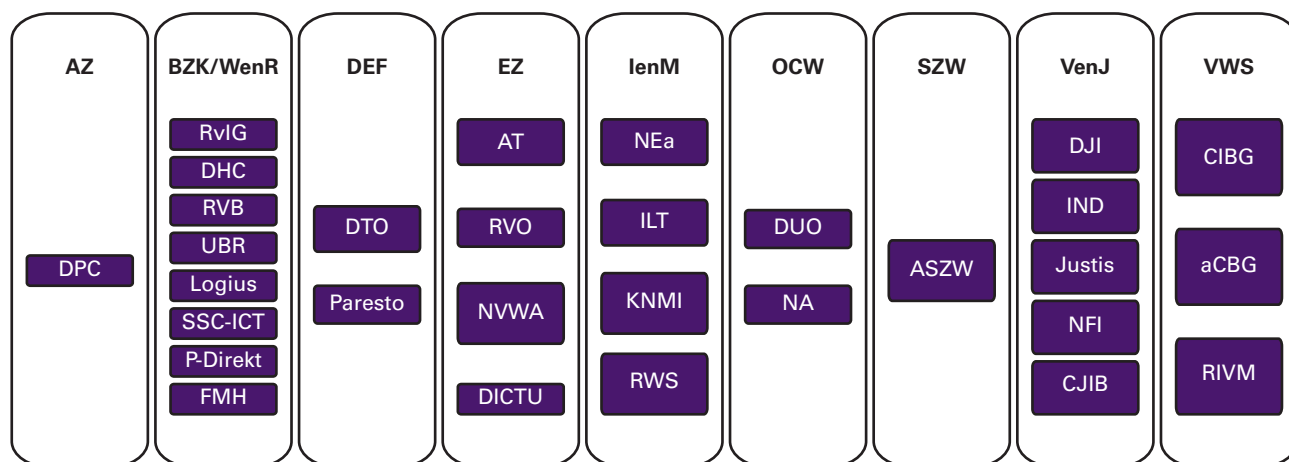 AZ
DPC
BZK/WenR
RvIG
DHC
RVB
UBR
Logius
SSC-ICT
P-Direkt
FMH
DEF
DTO
Paresto
EZ
AT
RVO
NVWA
DICTU
IenM
NEa
ILT
KNMI
RWS
OCW
DUO
NA
SZW
ASZW
VenJ
DJI
IND
Justis
NFI
CJIB
VWS
CIBG
aCBG
RIVM